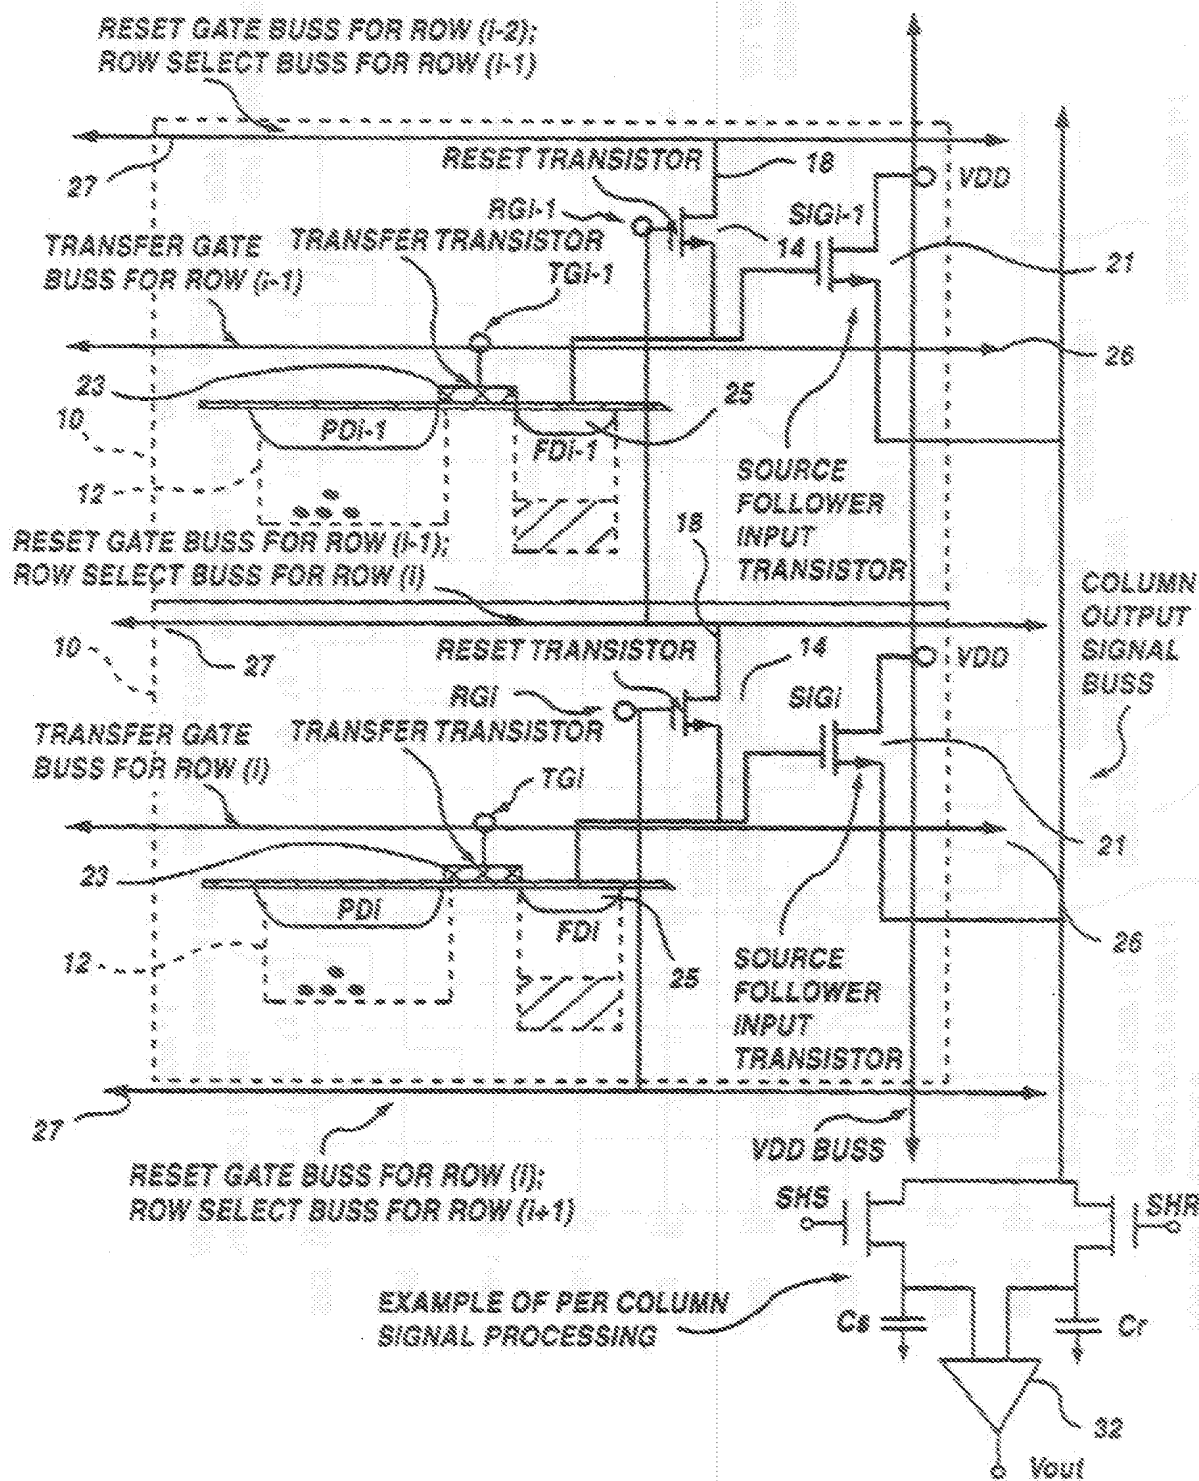 RESET GATE BUSS FOR ROW (i-2);
ROW SELECT BUSS FOR ROW (i-1)
RESET TRANSISTOR
18
27
VDD
RGi-1
SIGi-1
TRANSFER GATE
BUSS FOR ROW (i-1)
TRANSFER TRANSISTOR
14
21
TGi-1
26
23
25
10
PDi-1
FDi-1
12
SOURCE
FOLLOWER
INPUT
TRANSISTOR
18
RESET GATE BUSS FOR ROW (i-1);
ROW SELECT BUSS FOR ROW (i)
COLUMN
OUTPUT
SIGNAL
BUSS
10
27
RESET TRANSISTOR
14
VDD
RGi
SIGi
TRANSFER GATE
BUSS FOR ROW (i)
TRANSFER TRANSISTOR
TGi
21
23
PDi
FDi
26
12
25
SOURCE
FOLLOWER
INPUT
TRANSISTOR
27
VDD BUSS
RESET GATE BUSS FOR ROW (i);
ROW SELECT BUSS FOR ROW (i+1)
SHS
SHR
EXAMPLE OF PER COLUMN
SIGNAL PROCESSING
Cs
Cr
32
Vout